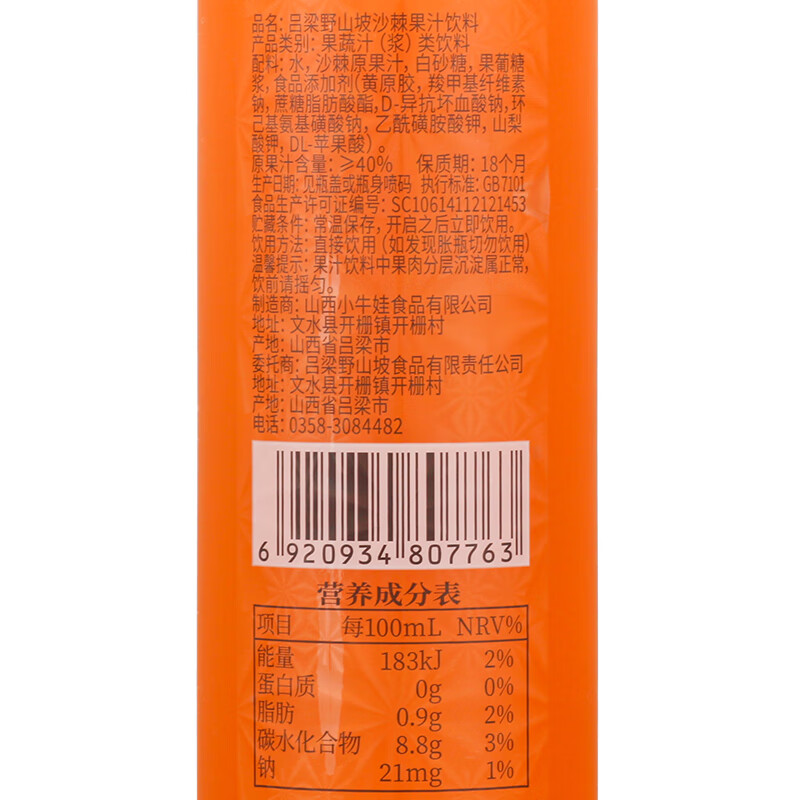 品名: 吕梁野山坡沙棘果汁饮料
产品类别: 果蔬汁（浆）类饮料
配料: 水, 沙棘原果汁, 白砂糖, 果葡糖
浆, 食品添加剂(黄原胶, 羧甲基纤维素
钠, 蔗糖脂肪酸酯, D-异抗坏血酸钠, 环
己基氨基磺酸钠, 乙酰磺胺酸钾, 山梨
酸钾, DL-苹果酸)。
原果汁含量: ≥40% 保质期: 18个月
生产日期: 见瓶盖或瓶身喷码 执行标准: GB7101
食品生产许可证编号: SC10614112121453
贮藏条件: 常温保存, 开启之后立即饮用。
饮用方法: 直接饮用 (如发现胀瓶切勿饮用)
温馨提示: 果汁饮料中果肉分层沉淀属正常,
饮前请摇匀。
制造商: 山西小牛娃食品有限公司
地址: 文水县开栅镇开栅村
产地: 山西省吕梁市
委托商: 吕梁野山坡食品有限责任公司
地址: 文水县开栅镇开栅村
产地: 山西省吕梁市
电话: 0358-3084482
6 920934 807763
营养成分表
项目 每100mL NRV%
能量 183kJ 2%
蛋白质 0g 0%
脂肪 0.9g 2%
碳水化合物 8.8g 3%
钠 21mg 1%